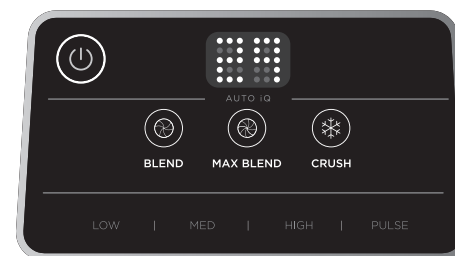 AUTO iQ
BLEND MAX BLEND CRUSH
LOW | MED | HIGH | PULSE